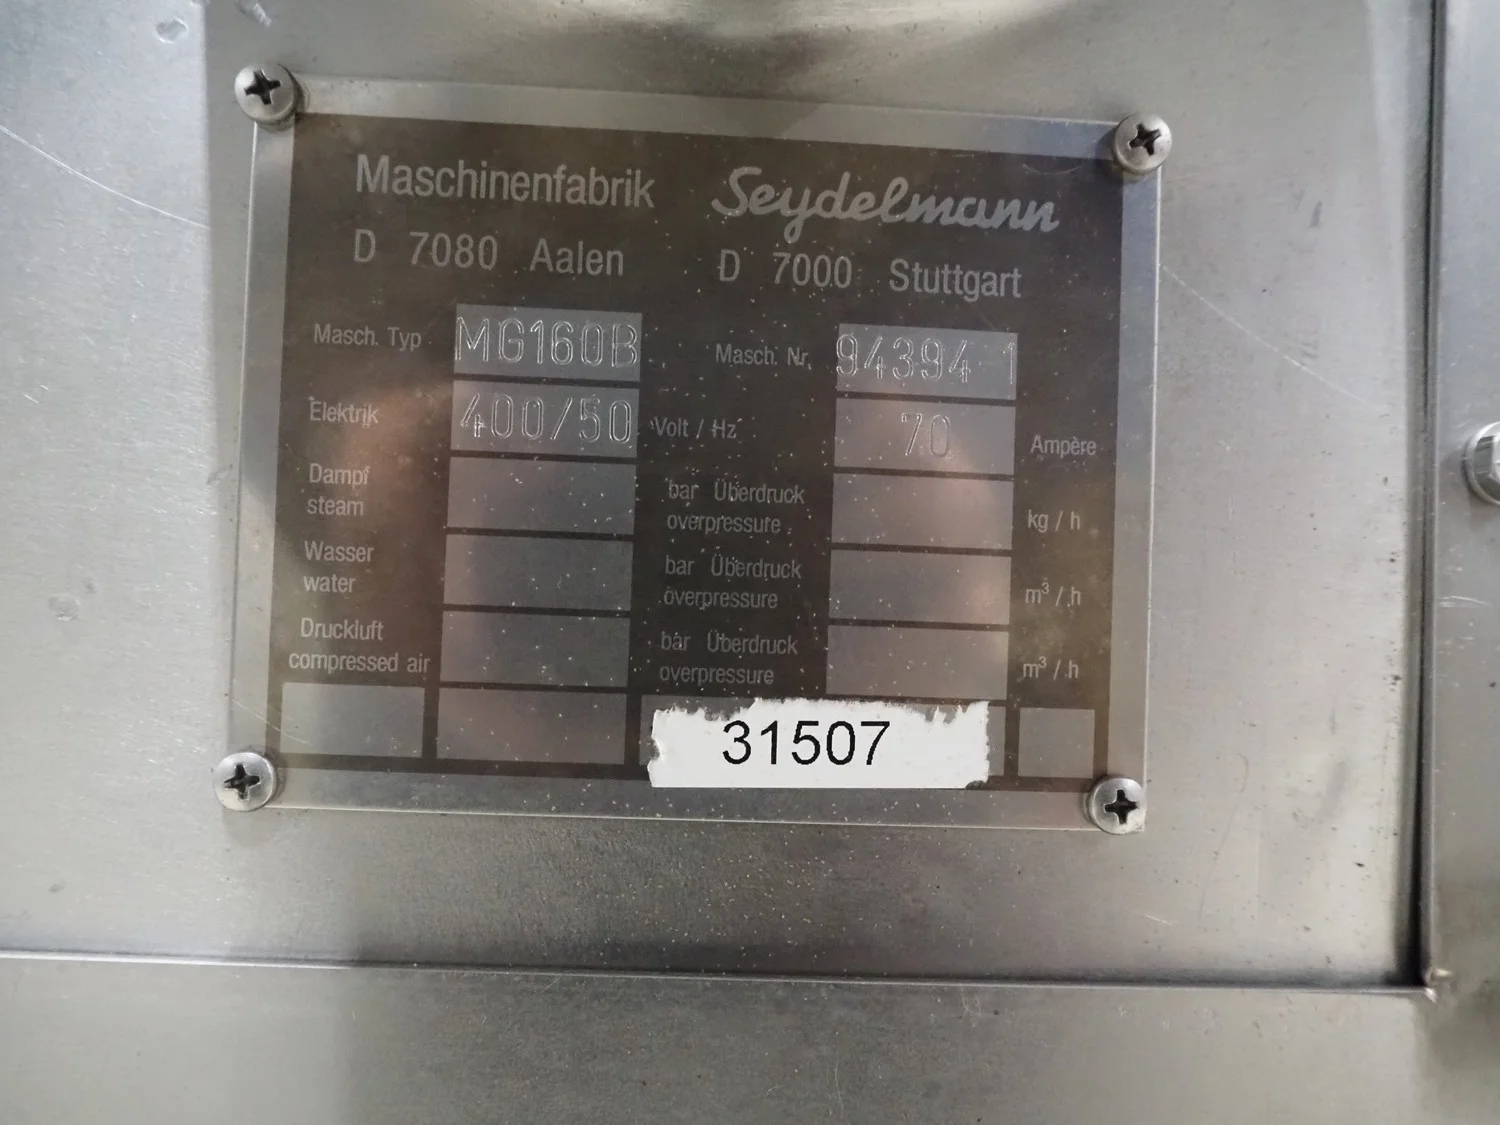 Maschinenfabrik Seydelmann
D 7080 Aalen D 7000 Stuttgart
Masch. Typ MG160B Masch. Nr. 94394 1
Elektrik 400/50 Volt / Hz 70 Ampère
Dampf bar Überdruck
steam overpressure kg / h
Wasser bar Überdruck
water overpressure m³ / h
Druckluft bar Überdruck
compressed air overpressure m³ / h
31507